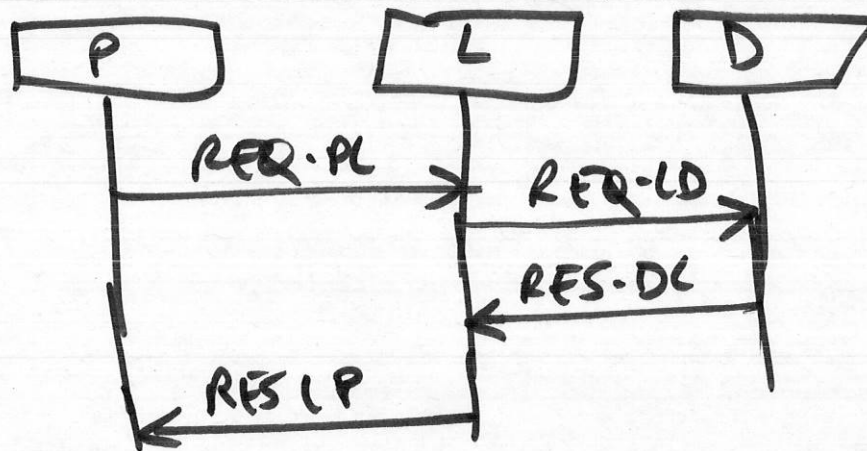 P
L
D
REQ-PL
REQ-LD
RES-DL
RES LP